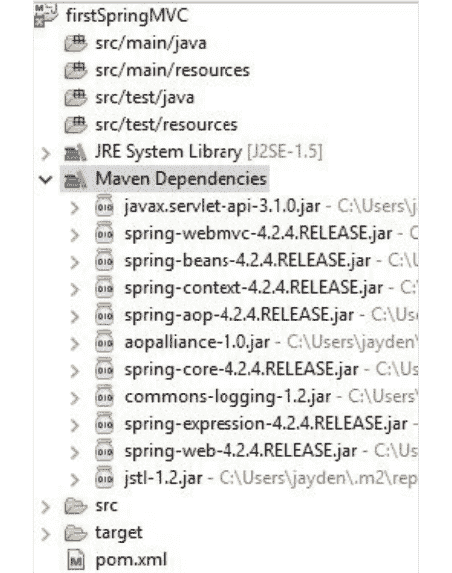 firstSpringMVC
src/main/java
src/main/resources
src/test/java
src/test/resources
JRE System Library [J2SE-1.5]
Maven Dependencies
javax.servlet-api-3.1.0.jar - C:\Users\j
spring-webmvc-4.2.4.RELEASE.jar - C
spring-beans-4.2.4.RELEASE.jar - C:\
spring-context-4.2.4.RELEASE.jar - C:
spring-aop-4.2.4.RELEASE.jar - C:\Us
aopalliance-1.0.jar - C:\Users\jayden\
spring-core-4.2.4.RELEASE.jar - C:\Us
commons-logging-1.2.jar - C:\Users\
spring-expression-4.2.4.RELEASE.jar -
spring-web-4.2.4.RELEASE.jar - C:\Us
jstl-1.2.jar - C:\Users\jayden\.m2\rep
src
target
pom.xml